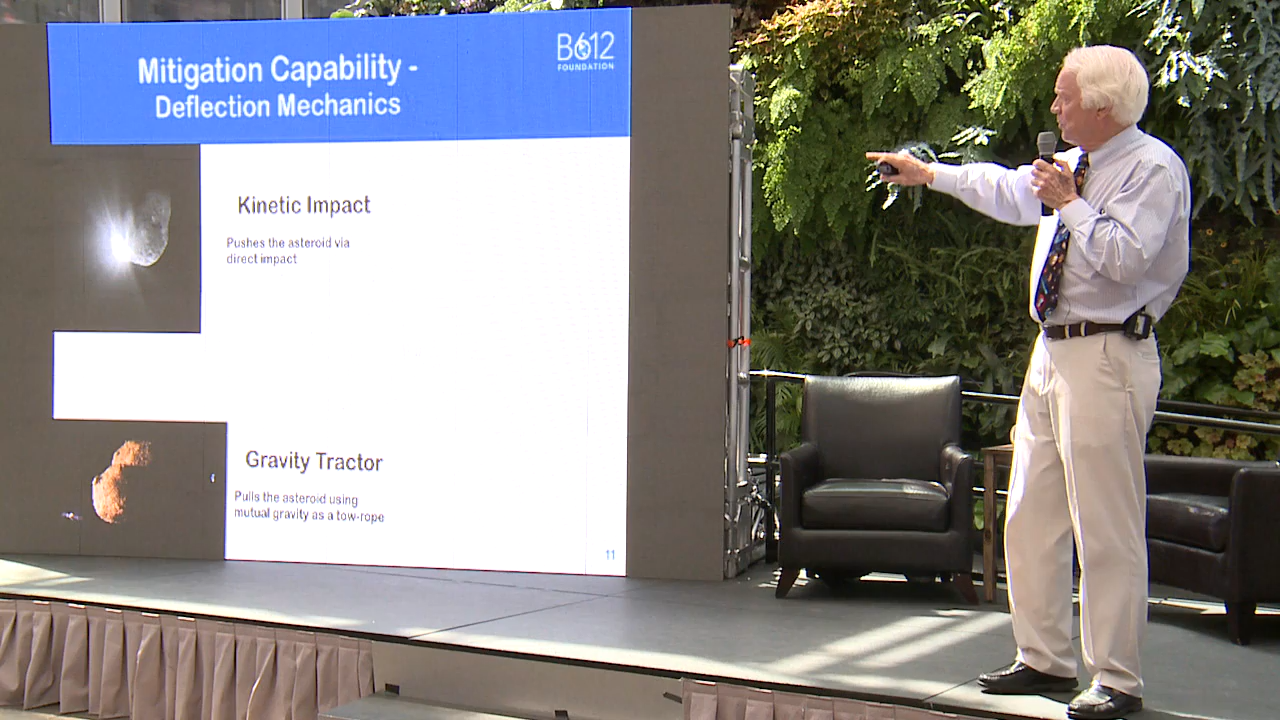 Mitigation Capability -
Deflection Mechanics
B612
FOUNDATION
Kinetic Impact
Pushes the asteroid via
direct impact
Gravity Tractor
Pulls the asteroid using
mutual gravity as a tow-rope
11